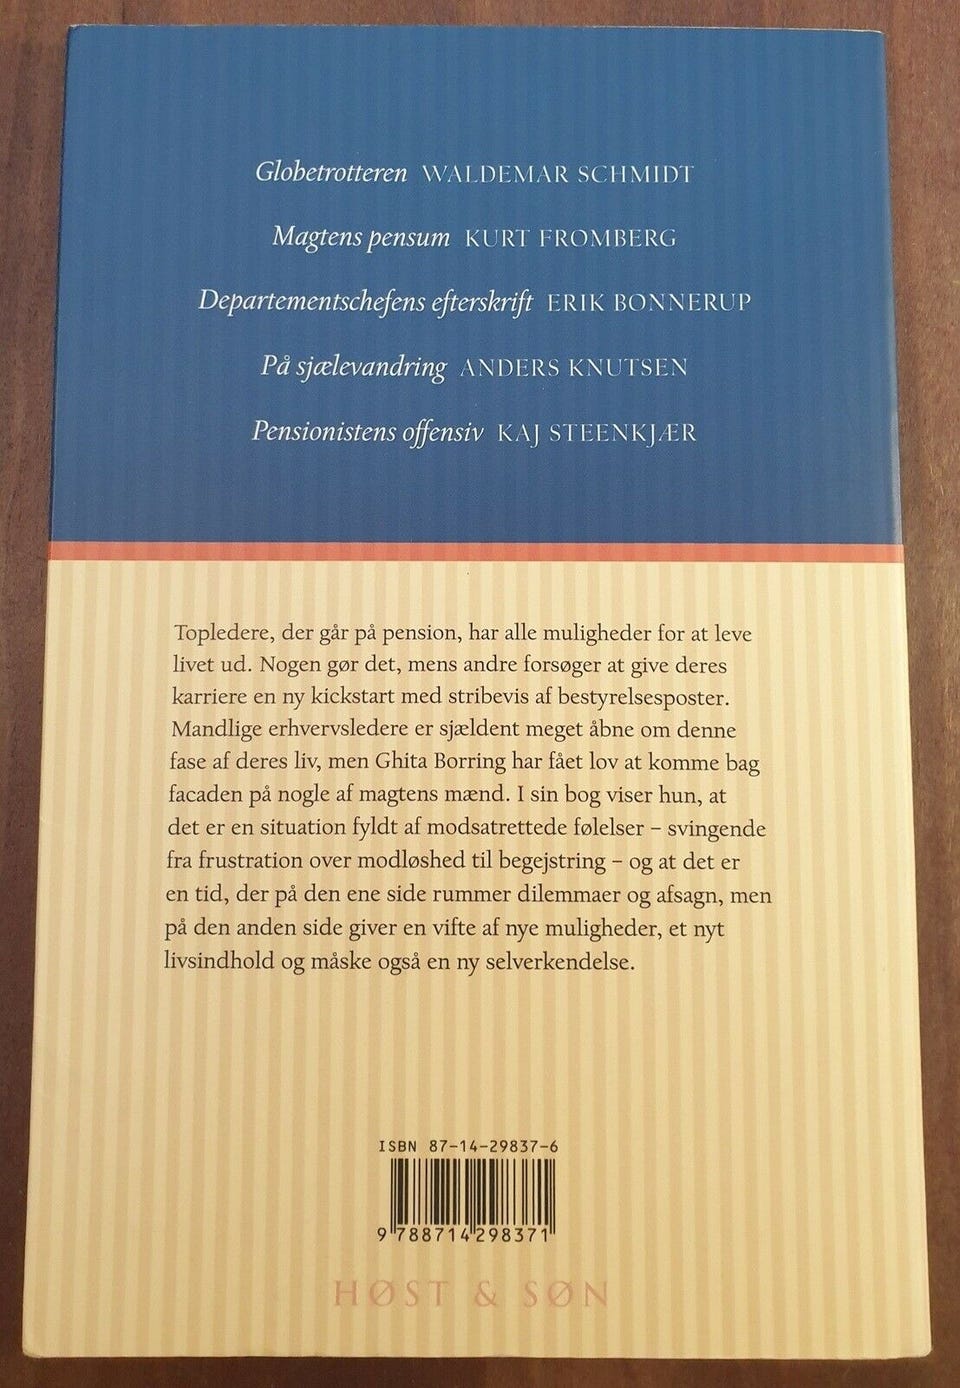 Globetrotteren WALDEMAR SCHMIDT
Magtens pensum KURT FROMBERG
Departementschefens efterskrift ERIK BONNERUP
På sjælevandring ANDERS KNUTSEN
Pensionistens offensiv KAJ STEENKJÆR
Topledere, der går på pension, har alle muligheder for at leve
livet ud. Nogen gør det, mens andre forsøger at give deres
karriere en ny kickstart med stribevis af bestyrelsesposter.
Mandlige erhvervsledere er sjældent meget åbne om denne
fase af deres liv, men Ghita Borring har fået lov at komme bag
facaden på nogle af magtens mænd. I sin bog viser hun, at
det er en situation fyldt af modsatrettede følelser – svingende
fra frustration over modløshed til begejstring – og at det er
en tid, der på den ene side rummer dilemmaer og afsagn, men
på den anden side giver en vifte af nye muligheder, et nyt
livsindhold og måske også en ny selverkendelse.
ISBN 87-14-29837-6
9 788714 298371
HØST & SØN